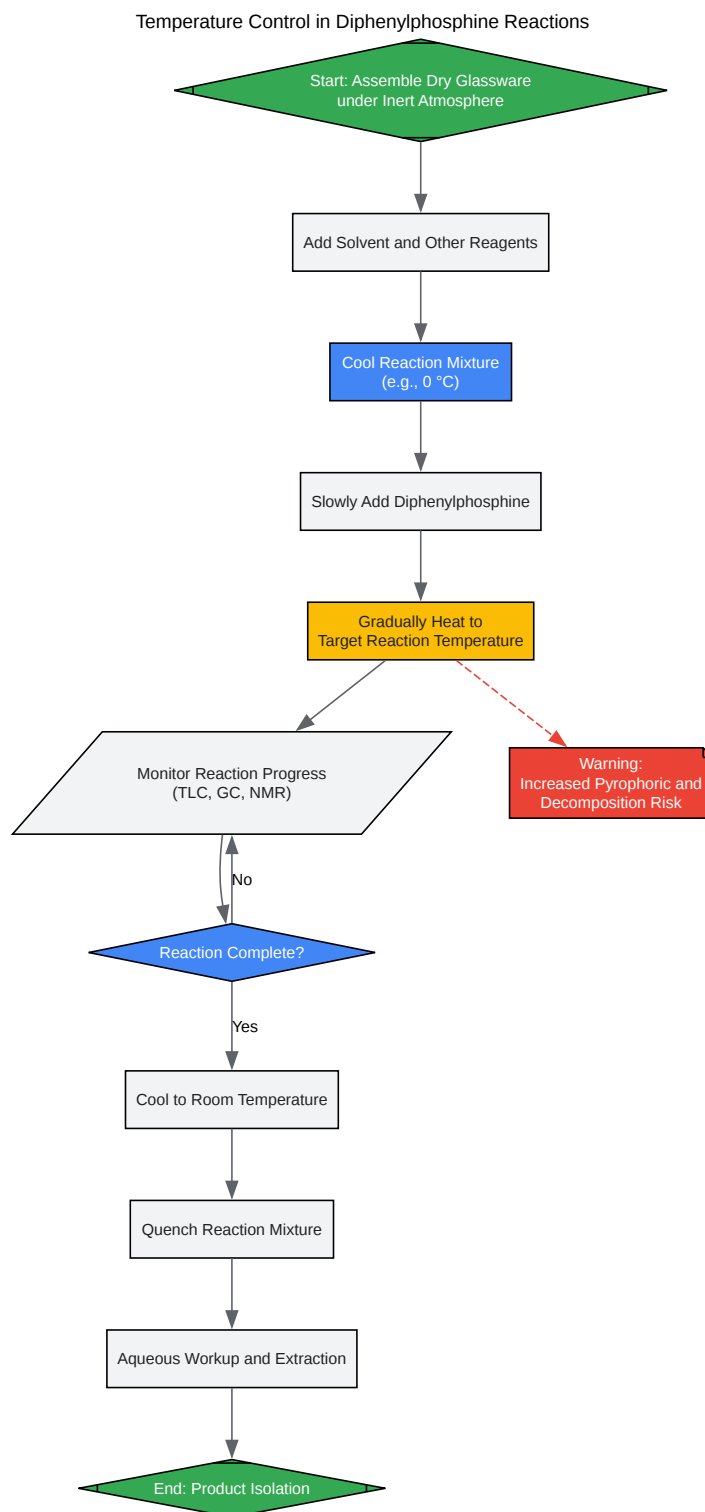 Temperature Control in Diphenylphosphine Reactions
Start: Assemble Dry Glassware
under Inert Atmosphere
Add Solvent and Other Reagents
Cool Reaction Mixture
(e.g., 0 °C)
Slowly Add Diphenylphosphine
Gradually Heat to
Target Reaction Temperature
Monitor Reaction Progress
(TLC, GC, NMR)
Warning:
Increased Pyrophoric and
Decomposition Risk
No
Reaction Complete?
Yes
Cool to Room Temperature
Quench Reaction Mixture
Aqueous Workup and Extraction
End: Product Isolation